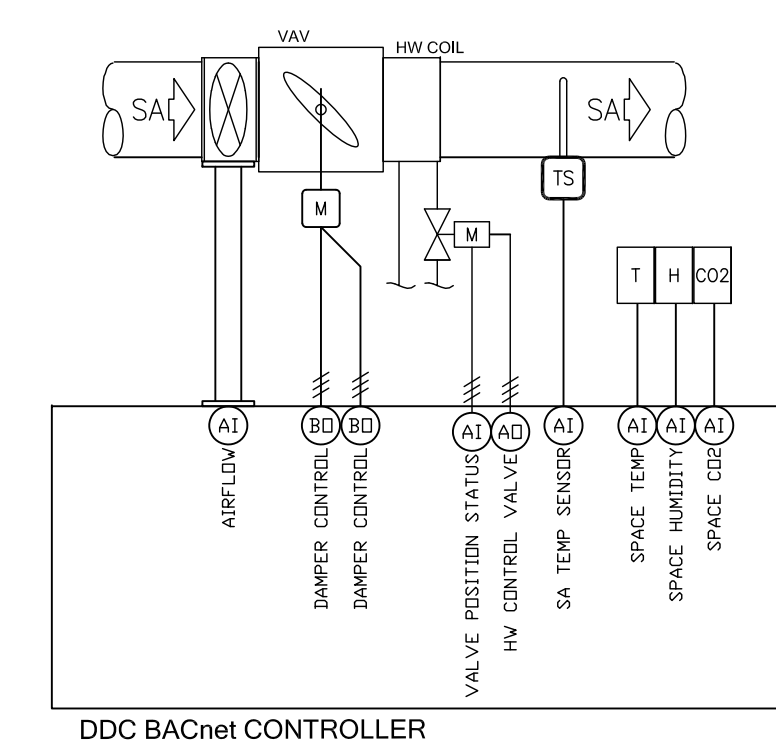 VAV
HW COIL
SA
SA
TS
M
M
T
H
CO2
AI
BO
BO
AI
AO
AI
AI
AI
AI
AIRFLOW
DAMPER CONTROL
DAMPER CONTROL
VALVE POSITION STATUS
HW CONTROL VALVE
SA TEMP SENSOR
SPACE TEMP
SPACE HUMIDITY
SPACE CO2
DDC BACnet CONTROLLER